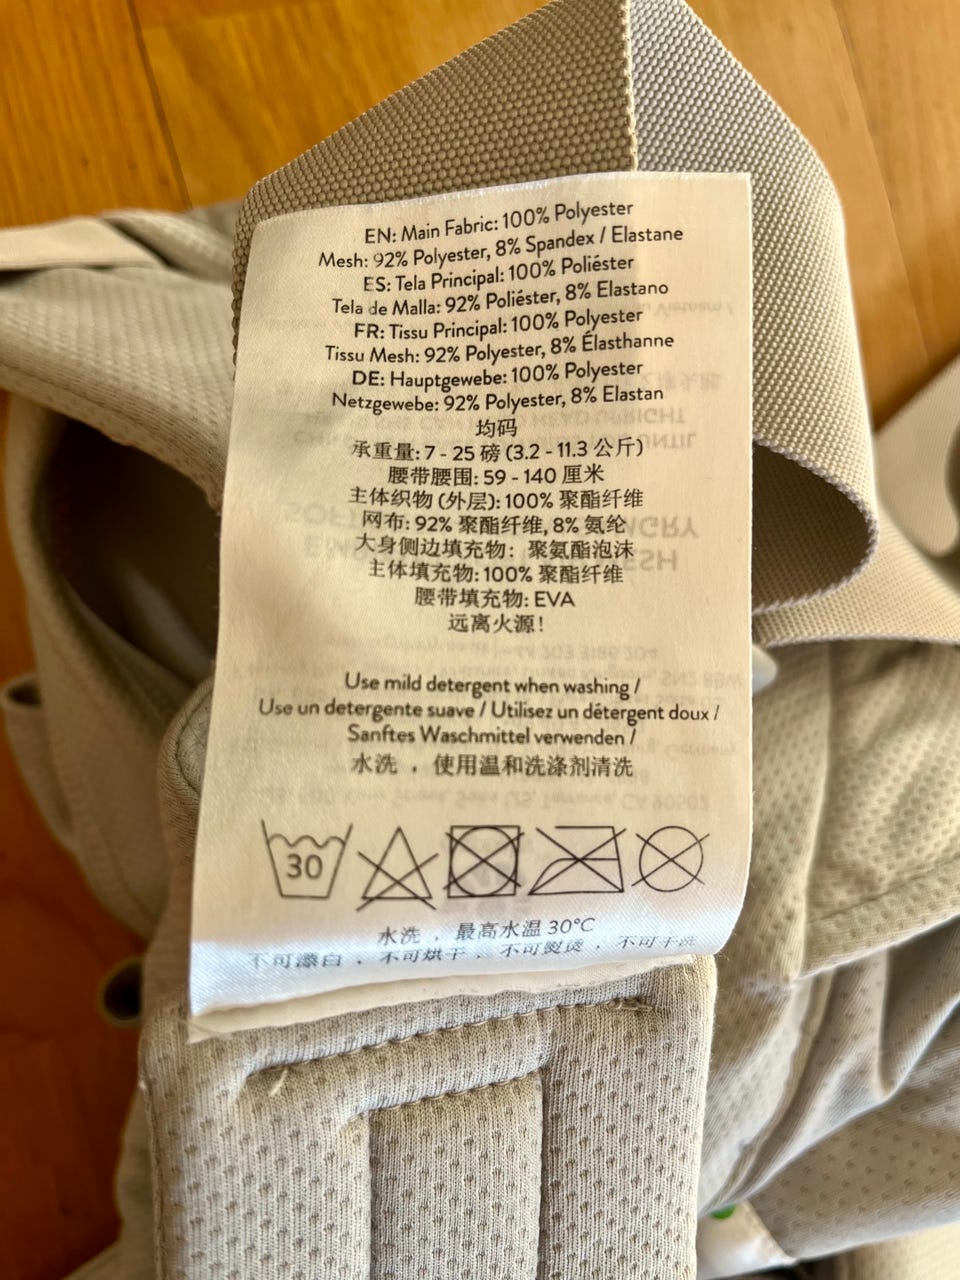 EN: Main Fabric: 100% Polyester
Mesh: 92% Polyester, 8% Spandex / Elastane
ES: Tela Principal: 100% Poliéster
Tela de Malla: 92% Poliéster, 8% Elastano
FR: Tissu Principal: 100% Polyester
Tissu Mesh: 92% Polyester, 8% Élasthanne
DE: Hauptgewebe: 100% Polyester
Netzgewebe: 92% Polyester, 8% Elastan
均码
承重量: 7 - 25 磅 (3.2 - 11.3 公斤)
腰带腰围: 59 - 140 厘米
主体织物 (外层): 100% 聚酯纤维
网布: 92% 聚酯纤维, 8% 氨纶
大身侧边填充物: 聚氨酯泡沫
主体填充物: 100% 聚酯纤维
腰带填充物: EVA
远离火源!
Use mild detergent when washing /
Use un detergente suave / Utilisez un détergent doux /
Sanftes Waschmittel verwenden /
水洗 , 使用温和洗涤剂清洗
30
水洗 , 最高水温 30°C
不可漂白 , 不可烘干 , 不可熨烫 , 不可干洗